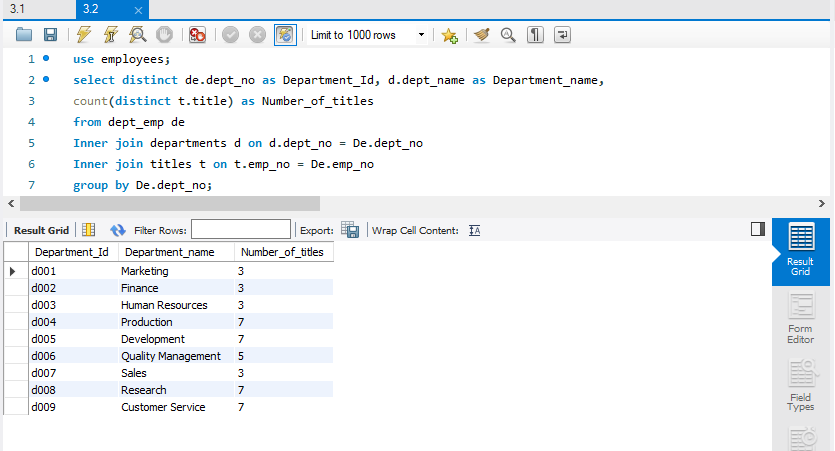 3.1 3.2
Limit to 1000 rows
1 use employees;
2 select distinct de.dept_no as Department_Id, d.dept_name as Department_name,
3 count(distinct t.title) as Number_of_titles
4 from dept_emp de
5 Inner join departments d on d.dept_no = De.dept_no
6 Inner join titles t on t.emp_no = De.emp_no
7 group by De.dept_no;
Result Grid Filter Rows: Export: Wrap Cell Content:
Department_Id Department_name Number_of_titles
d001 Marketing 3
d002 Finance 3
d003 Human Resources 3
d004 Production 7
d005 Development 7
d006 Quality Management 5
d007 Sales 3
d008 Research 7
d009 Customer Service 7
Result
Grid
Form
Editor
Field
Types